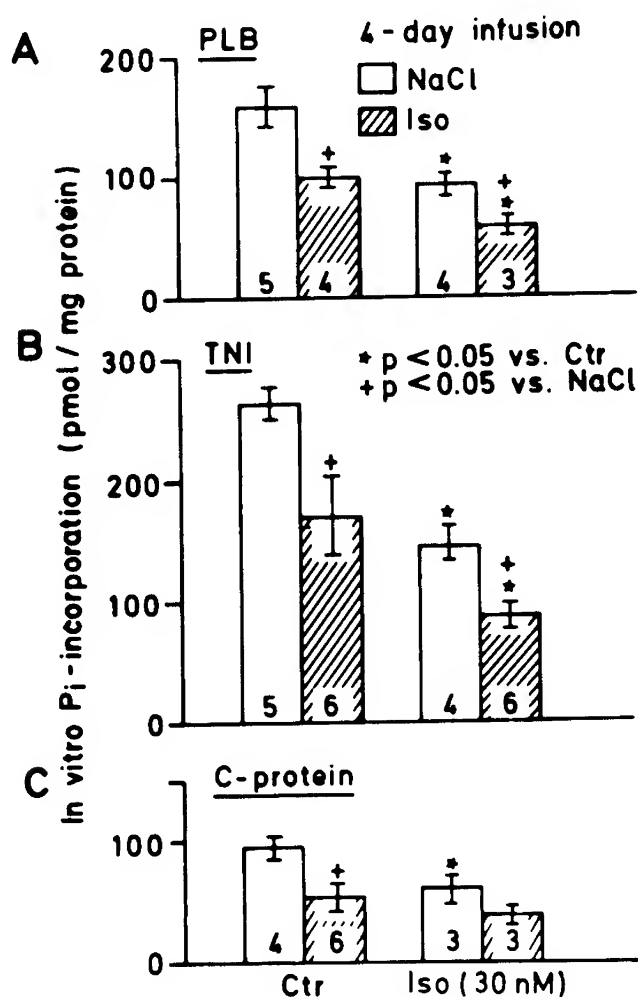 A
PLB
4-day infusion
NaCl
Iso
200
100
0
+
*
+
*
5
4
4
3
B
TNI
* p < 0.05 vs. Ctr
+ p < 0.05 vs. NaCl
300
200
100
0
+
*
+
*
5
6
4
6
C
C-protein
100
0
+
*
4
6
3
3
Ctr
Iso (30 nM)
In vitro Pi-incorporation (pmol / mg protein)